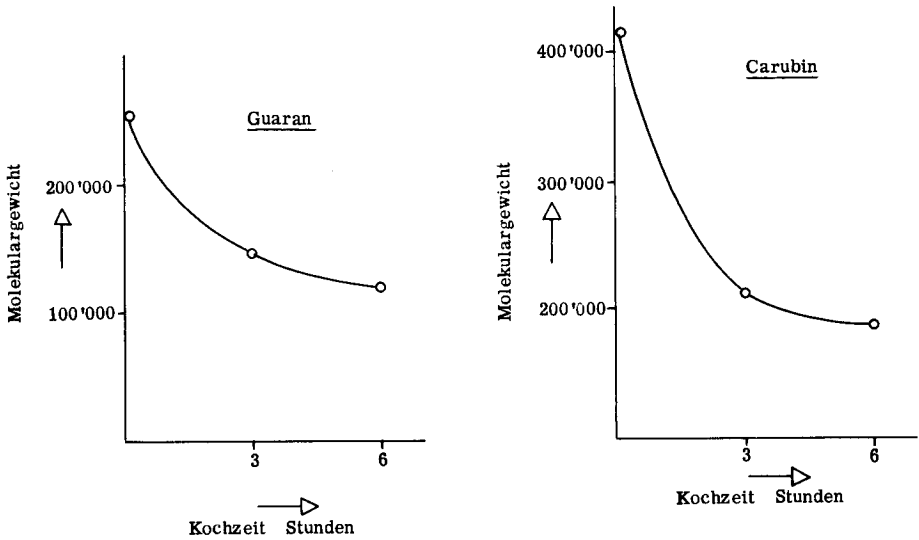 Guaran
Molekulargewicht
200'000
100'000
3
6
Kochzeit Stunden
Carubin
Molekulargewicht
400'000
300'000
200'000
3
6
Kochzeit Stunden